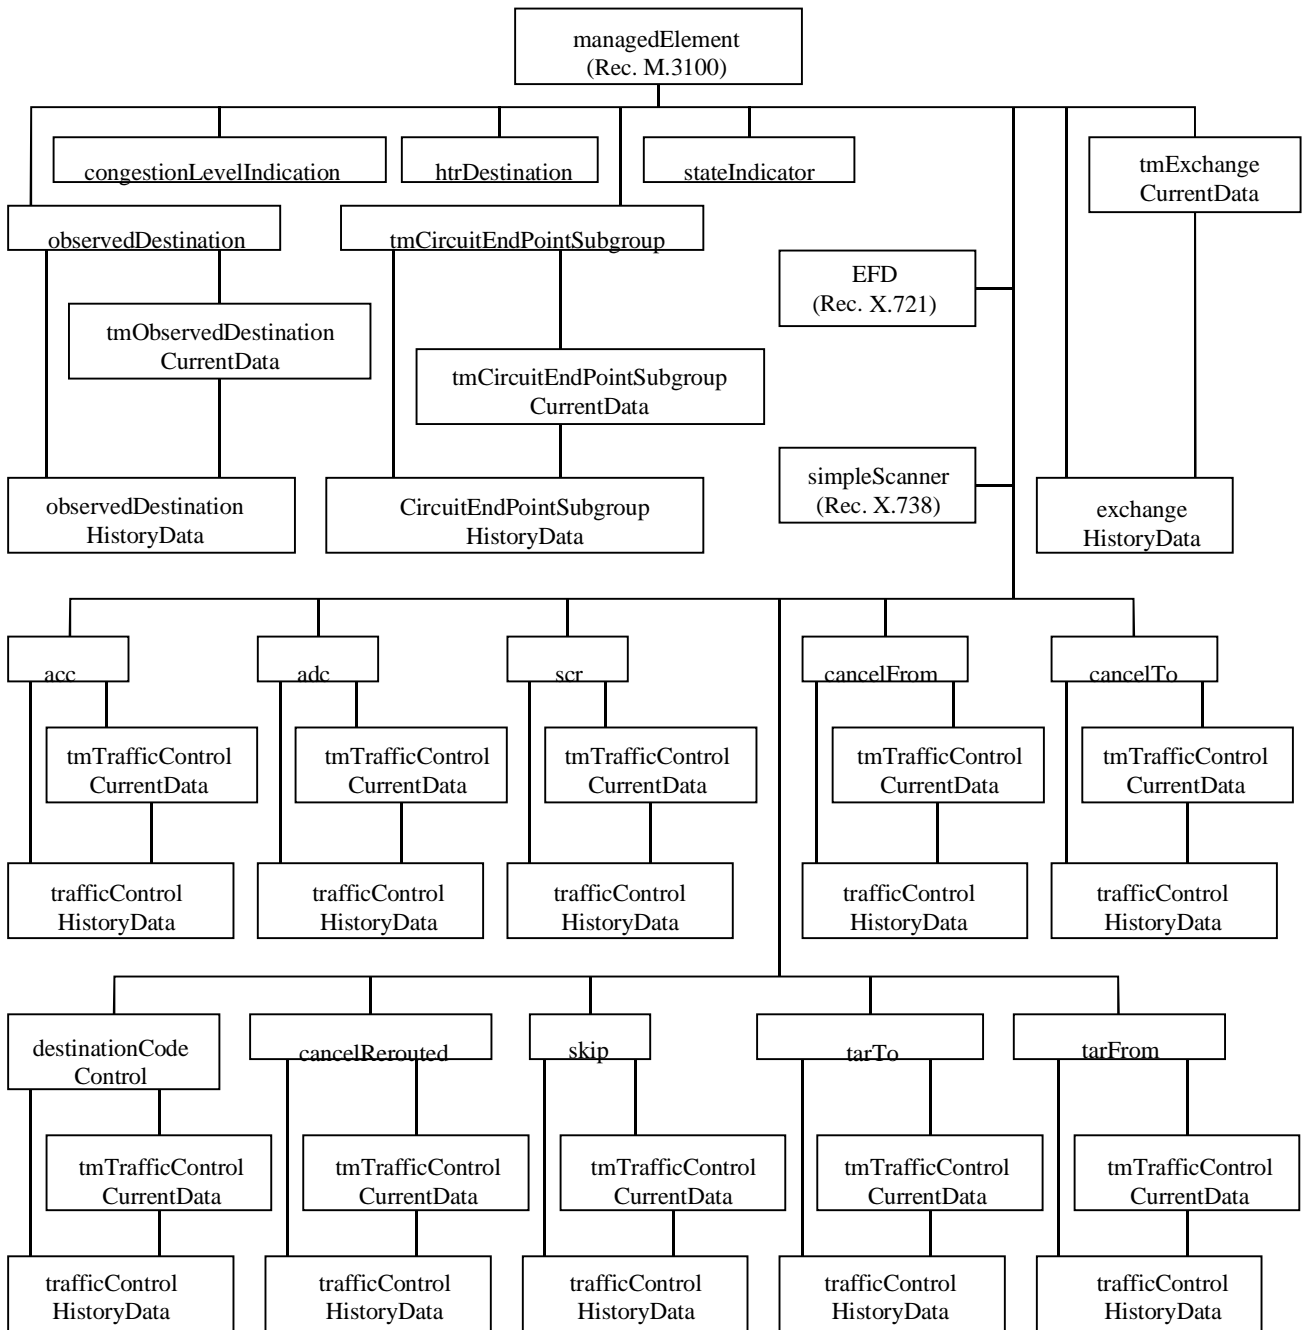 managedElement
(Rec. M.3100)
congestionLevelIndication
htrDestination
stateIndicator
tmExchange
CurrentData
observedDestination
tmCircuitEndPointSubgroup
EFD
(Rec. X.721)
tmObservedDestination
CurrentData
tmCircuitEndPointSubgroup
CurrentData
simpleScanner
(Rec. X.738)
observedDestination
HistoryData
CircuitEndPointSubgroup
HistoryData
exchange
HistoryData
acc
adc
scr
cancelFrom
cancelTo
tmTrafficControl
CurrentData
tmTrafficControl
CurrentData
tmTrafficControl
CurrentData
tmTrafficControl
CurrentData
tmTrafficControl
CurrentData
trafficControl
HistoryData
trafficControl
HistoryData
trafficControl
HistoryData
trafficControl
HistoryData
trafficControl
HistoryData
destinationCode
Control
cancelRerouted
skip
tarTo
tarFrom
tmTrafficControl
CurrentData
tmTrafficControl
CurrentData
tmTrafficControl
CurrentData
tmTrafficControl
CurrentData
tmTrafficControl
CurrentData
trafficControl
HistoryData
trafficControl
HistoryData
trafficControl
HistoryData
trafficControl
HistoryData
trafficControl
HistoryData